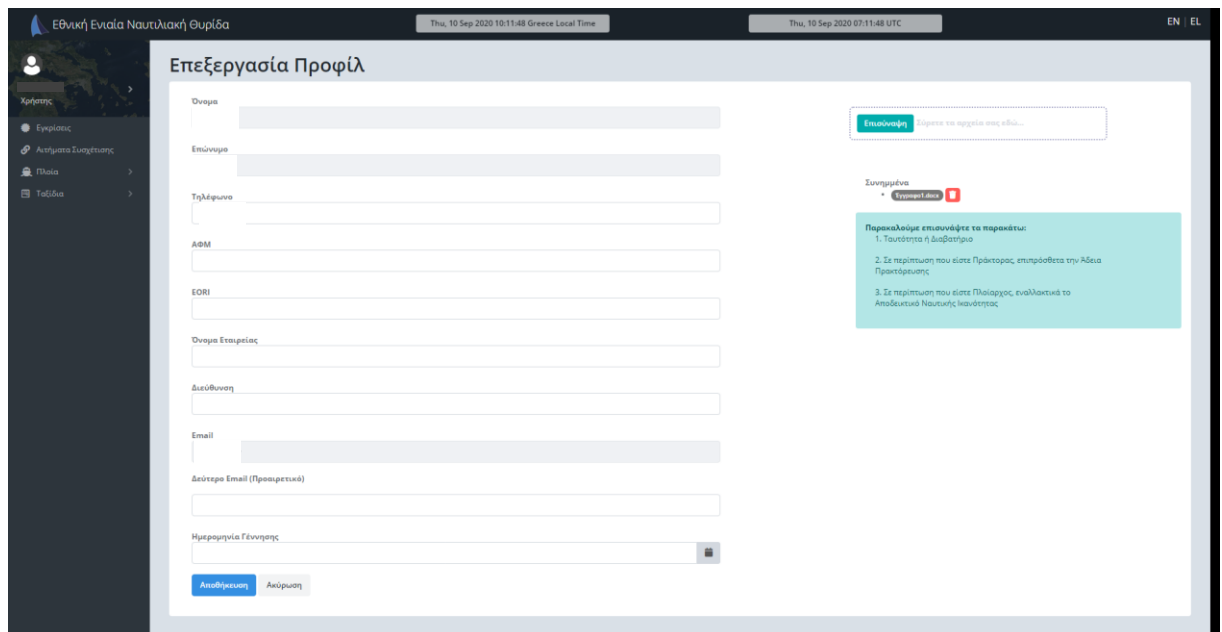 Εθνική Ενιαία Ναυτιλιακή Θυρίδα
Thu, 10 Sep 2020 10:11:48 Greece Local Time
Thu, 10 Sep 2020 07:11:48 UTC
EN | EL
Χρήστης
Εγκρίσεις
Αιτήματα Συσχέτισης
Πλοία
Ταξίδια
Επεξεργασία Προφίλ
Όνομα
Επώνυμο
Τηλέφωνο
ΑΦΜ
EORI
Όνομα Εταιρείας
Διεύθυνση
Email
Δεύτερο Email (Προαιρετικό)
Ημερομηνία Γέννησης
Αποθήκευση
Ακύρωση
Επισύναψη
Σύρετε τα αρχεία σας εδώ...
Συνημμένα
Έγγραφο1.docx
Παρακαλούμε επισυνάψτε τα παρακάτω:
1. Ταυτότητα ή Διαβατήριο
2. Σε περίπτωση που είστε Πράκτορας, επιπρόσθετα την Άδεια
Πρακτόρευσης
3. Σε περίπτωση που είστε Πλοίαρχος, εναλλακτικά το
Αποδεικτικό Ναυτικής Ικανότητας